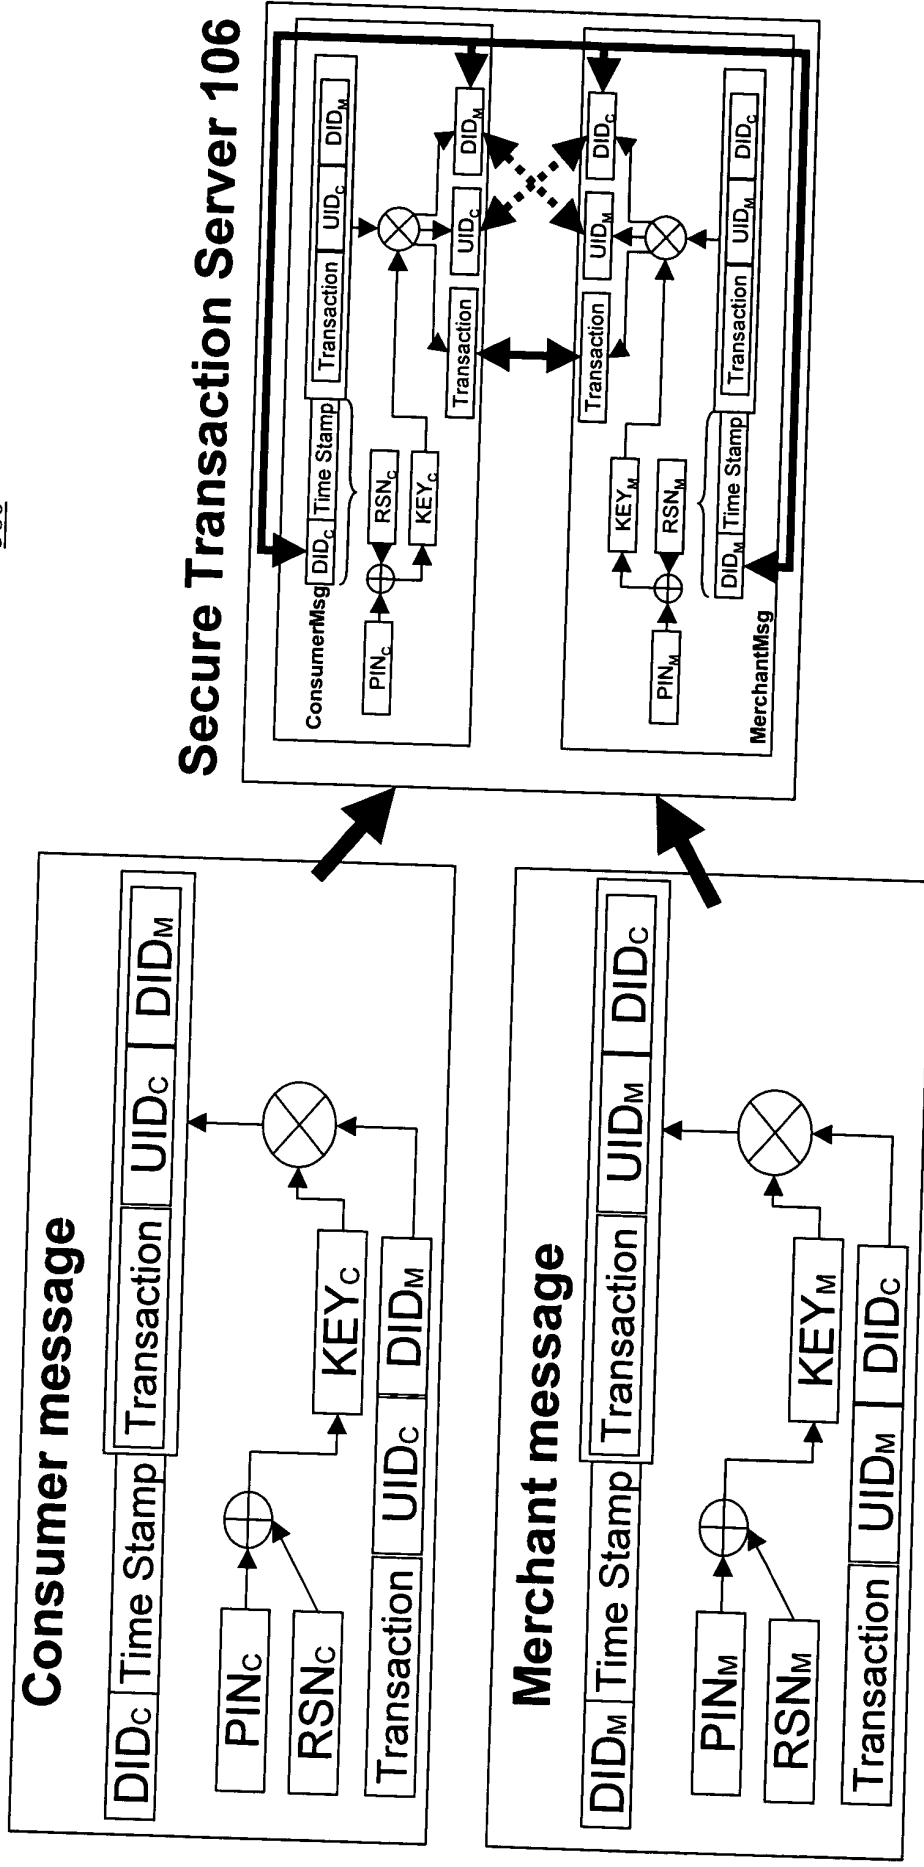 Consumer message
DIDC Time Stamp Transaction UIDC DIDM
PINC
RSNC
KEYC
Transaction UIDC DIDM
Merchant message
DIDM Time Stamp Transaction UIDM DIDC
PINM
RSNM
KEYM
Transaction UIDM DIDC
Secure Transaction Server 106
DIDC Time Stamp Transaction UIDC DIDM
ConsumerMsg
PINC
RSNC
KEYC
Transaction UIDC DIDM
Transaction UIDM DIDC
KEYM
RSNM
PINM
DIDM Time Stamp Transaction UIDM DIDC
MerchantMsg